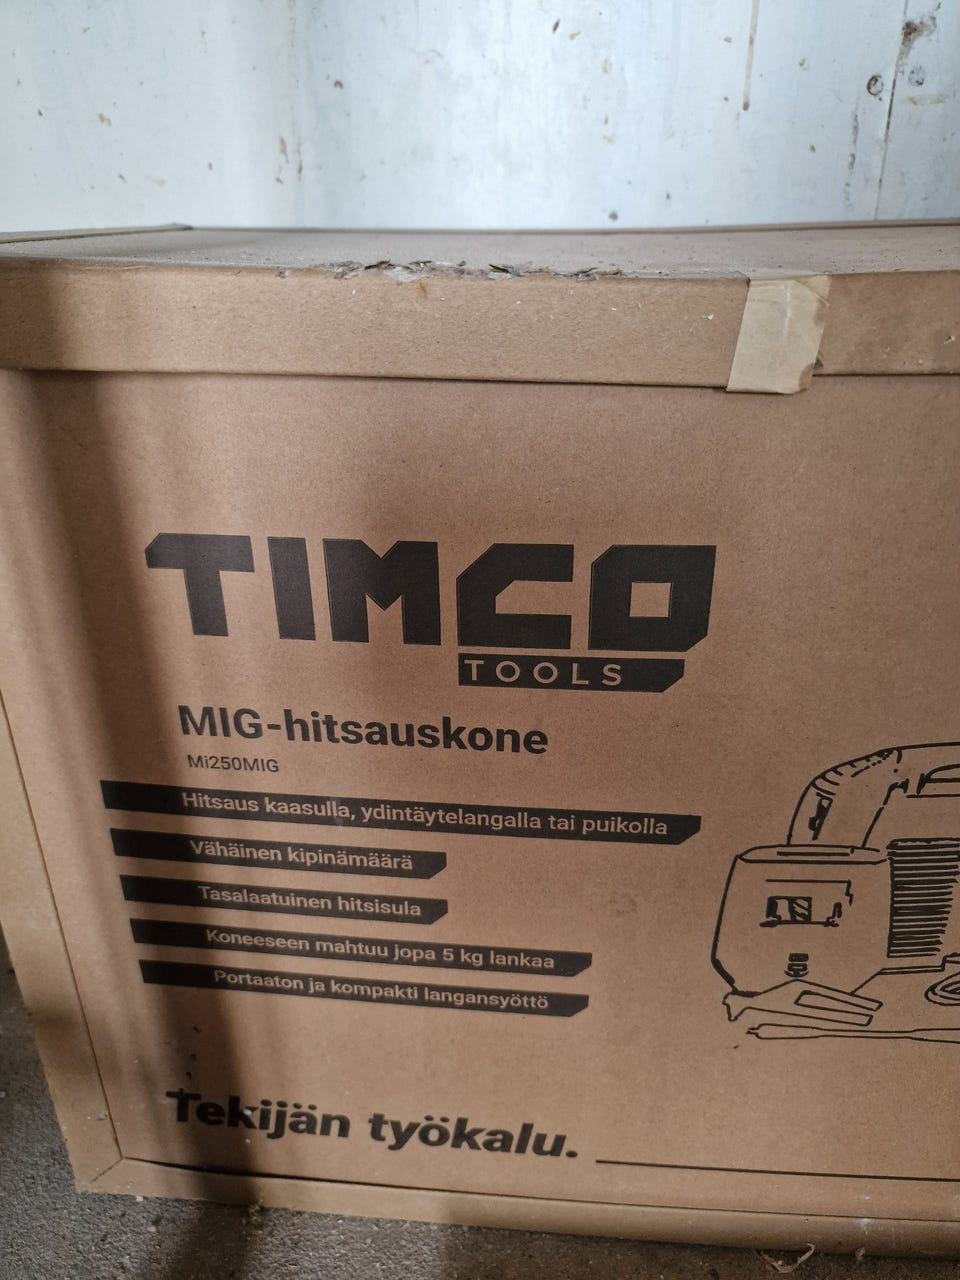 TIMCO
TOOLS
MIG-hitsauskone
Mi250MIG
Hitsaus kaasulla, ydintäytelangalla tai puikolla
Vähäinen kipinämäärä
Tasalaatuinen hitsisula
Koneeseen mahtuu jopa 5 kg lankaa
Portaaton ja kompakti langansyöttö
Tekijän työkalu.